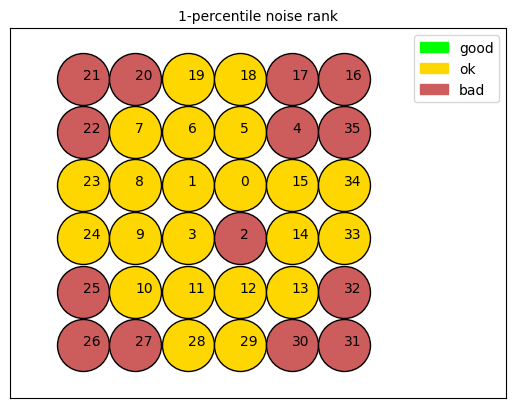 1-percentile noise rank
good
ok
bad
21 20 19 18 17 16
22 7 6 5 4 35
23 8 1 0 15 34
24 9 3 2 14 33
25 10 11 12 13 32
26 27 28 29 30 31